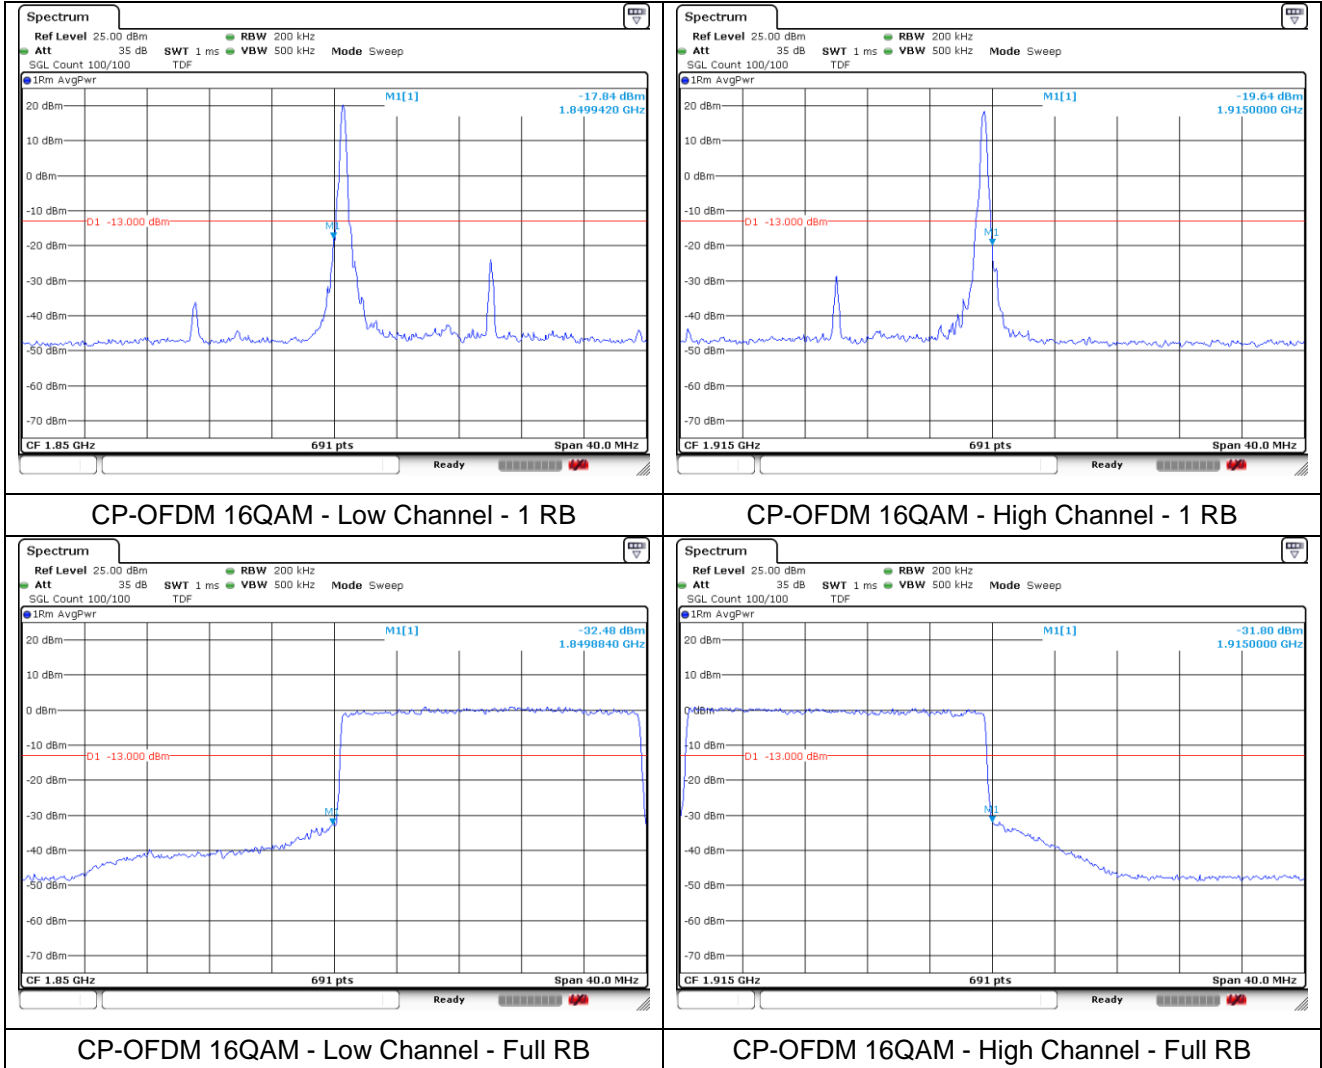 Spectrum
Ref Level 25.00 dBm RBW 200 kHz
Att 35 dB SWT 1 ms VBW 500 kHz Mode Sweep
SGL Count 100/100 TDF
1Rm AvgPwr
M1[1] -17.84 dBm
1.8499420 GHz
20 dBm
10 dBm
0 dBm
-10 dBm
D1 -13.000 dBm
M1
-20 dBm
-30 dBm
-40 dBm
-50 dBm
-60 dBm
-70 dBm
CF 1.85 GHz 691 pts Span 40.0 MHz
Ready
CP-OFDM 16QAM - Low Channel - 1 RB
Spectrum
Ref Level 25.00 dBm RBW 200 kHz
Att 35 dB SWT 1 ms VBW 500 kHz Mode Sweep
SGL Count 100/100 TDF
1Rm AvgPwr
M1[1] -19.64 dBm
1.9150000 GHz
20 dBm
10 dBm
0 dBm
-10 dBm
D1 -13.000 dBm
M1
-20 dBm
-30 dBm
-40 dBm
-50 dBm
-60 dBm
-70 dBm
CF 1.915 GHz 691 pts Span 40.0 MHz
Ready
CP-OFDM 16QAM - High Channel - 1 RB
Spectrum
Ref Level 25.00 dBm RBW 200 kHz
Att 35 dB SWT 1 ms VBW 500 kHz Mode Sweep
SGL Count 100/100 TDF
1Rm AvgPwr
M1[1] -32.48 dBm
1.8498840 GHz
20 dBm
10 dBm
0 dBm
-10 dBm
D1 -13.000 dBm
-20 dBm
M1
-30 dBm
-40 dBm
-50 dBm
-60 dBm
-70 dBm
CF 1.85 GHz 691 pts Span 40.0 MHz
Ready
CP-OFDM 16QAM - Low Channel - Full RB
Spectrum
Ref Level 25.00 dBm RBW 200 kHz
Att 35 dB SWT 1 ms VBW 500 kHz Mode Sweep
SGL Count 100/100 TDF
1Rm AvgPwr
M1[1] -31.80 dBm
1.9150000 GHz
20 dBm
10 dBm
0 dBm
-10 dBm
D1 -13.000 dBm
-20 dBm
M1
-30 dBm
-40 dBm
-50 dBm
-60 dBm
-70 dBm
CF 1.915 GHz 691 pts Span 40.0 MHz
Ready
CP-OFDM 16QAM - High Channel - Full RB